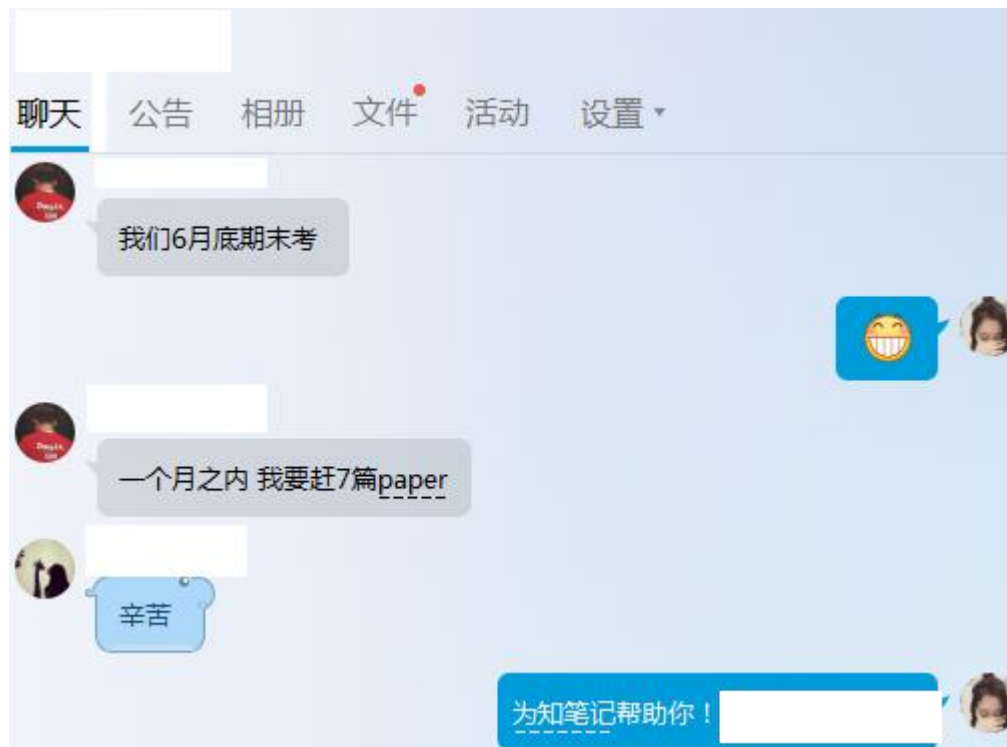 聊天 公告 相册 文件 活动 设置
我们6月底期末考
一个月之内 我要赶7篇paper
辛苦
为知笔记帮助你！